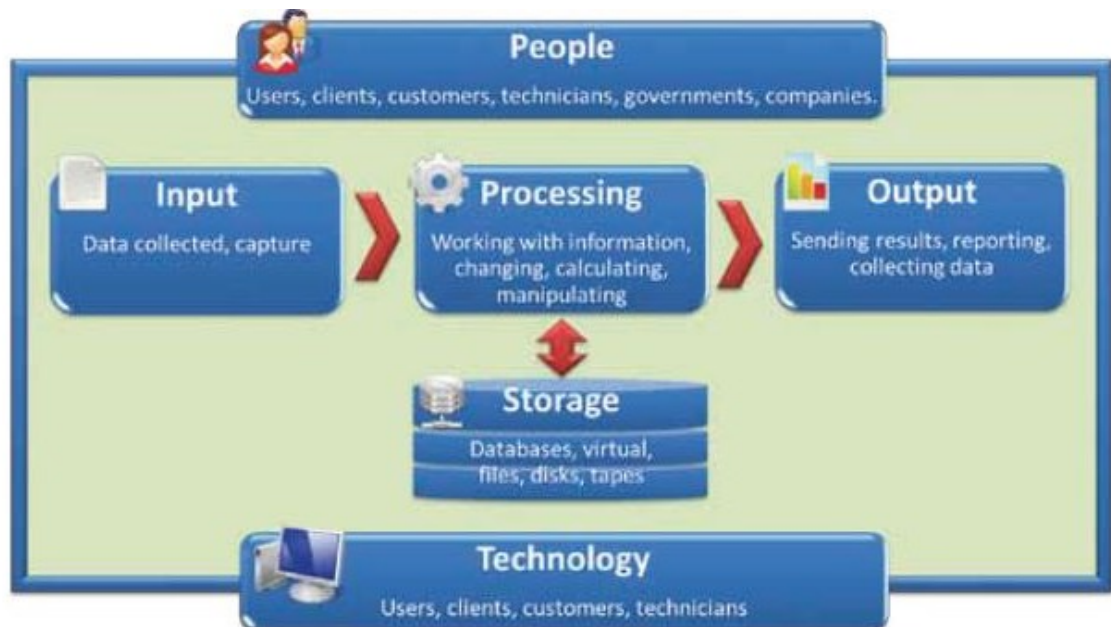 People
Users, clients, customers, technicians, governments, companies.
Input
Data collected, capture
Processing
Working with information,
changing, calculating,
manipulating
Output
Sending results, reporting,
collecting data
Storage
Databases, virtual,
files, disks, tapes
Technology
Users, clients, customers, technicians